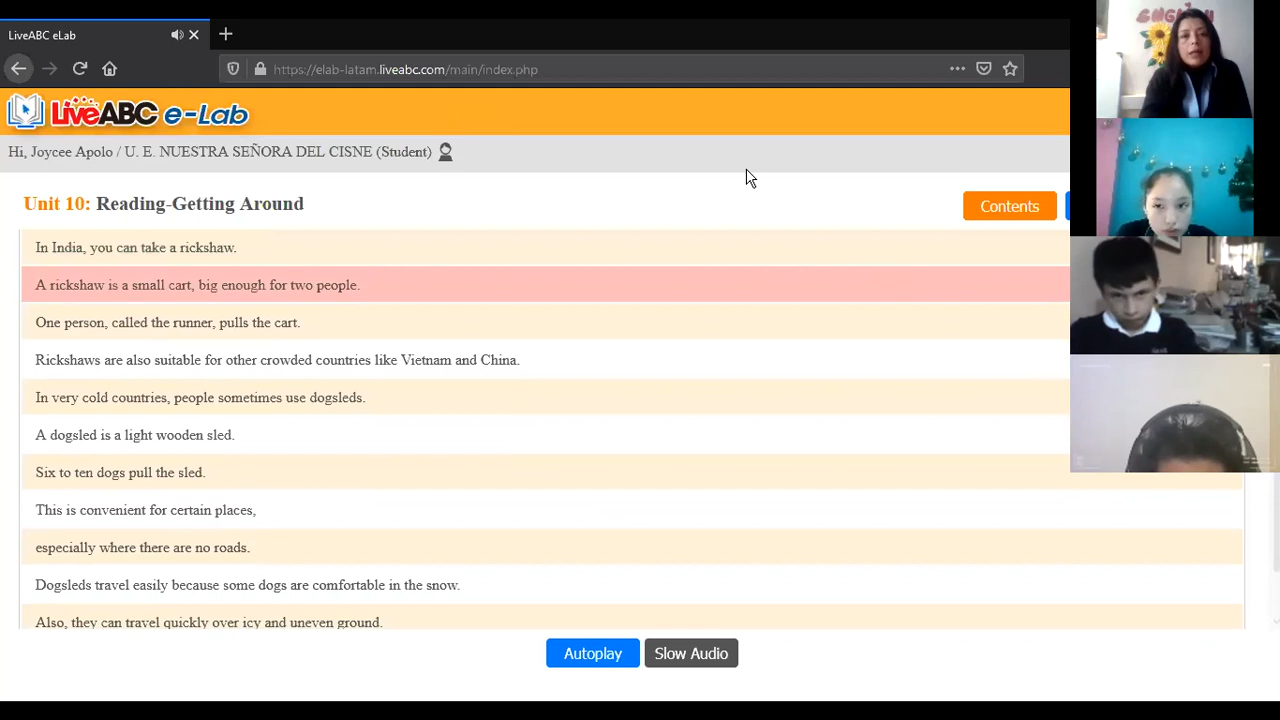 LiveABC eLab
https://elab-latam.liveabc.com/main/index.php
LiveABC e-Lab
Hi, Joycee Apolo / U. E. NUESTRA SEÑORA DEL CISNE (Student)
Unit 10: Reading-Getting Around
Contents
In India, you can take a rickshaw.
A rickshaw is a small cart, big enough for two people.
One person, called the runner, pulls the cart.
Rickshaws are also suitable for other crowded countries like Vietnam and China.
In very cold countries, people sometimes use dogsleds.
A dogsled is a light wooden sled.
Six to ten dogs pull the sled.
This is convenient for certain places,
especially where there are no roads.
Dogsleds travel easily because some dogs are comfortable in the snow.
Also, they can travel quickly over icy and uneven ground.
Autoplay
Slow Audio